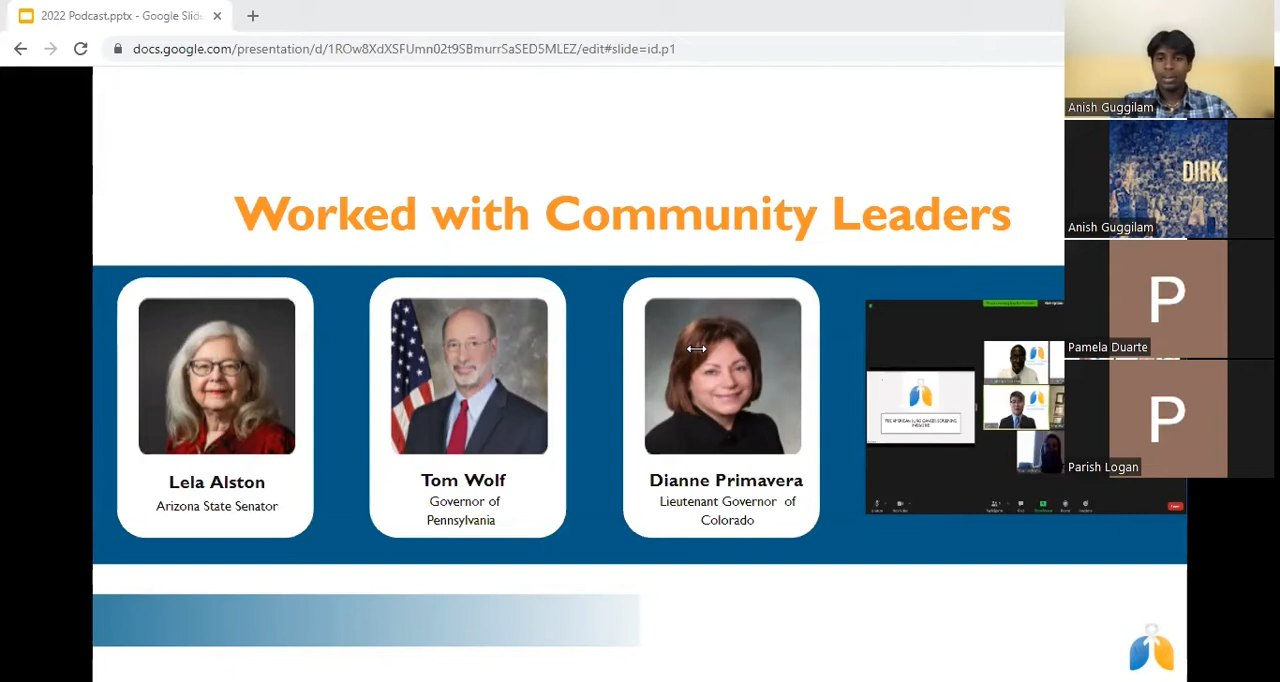 2022 Podcast.pptx - Google Slid
docs.google.com/presentation/d/1ROw8XdXSFUmn02t9SBmurrSaSED5MLEZ/edit#slide=id.p1
Worked with Community Leaders
Lela Alston
Arizona State Senator
Tom Wolf
Governor of
Pennsylvania
Dianne Primavera
Lieutenant Governor of
Colorado
Anish Guggilam
DIRK.
Anish Guggilam
P
Pamela Duarte
P
Parish Logan